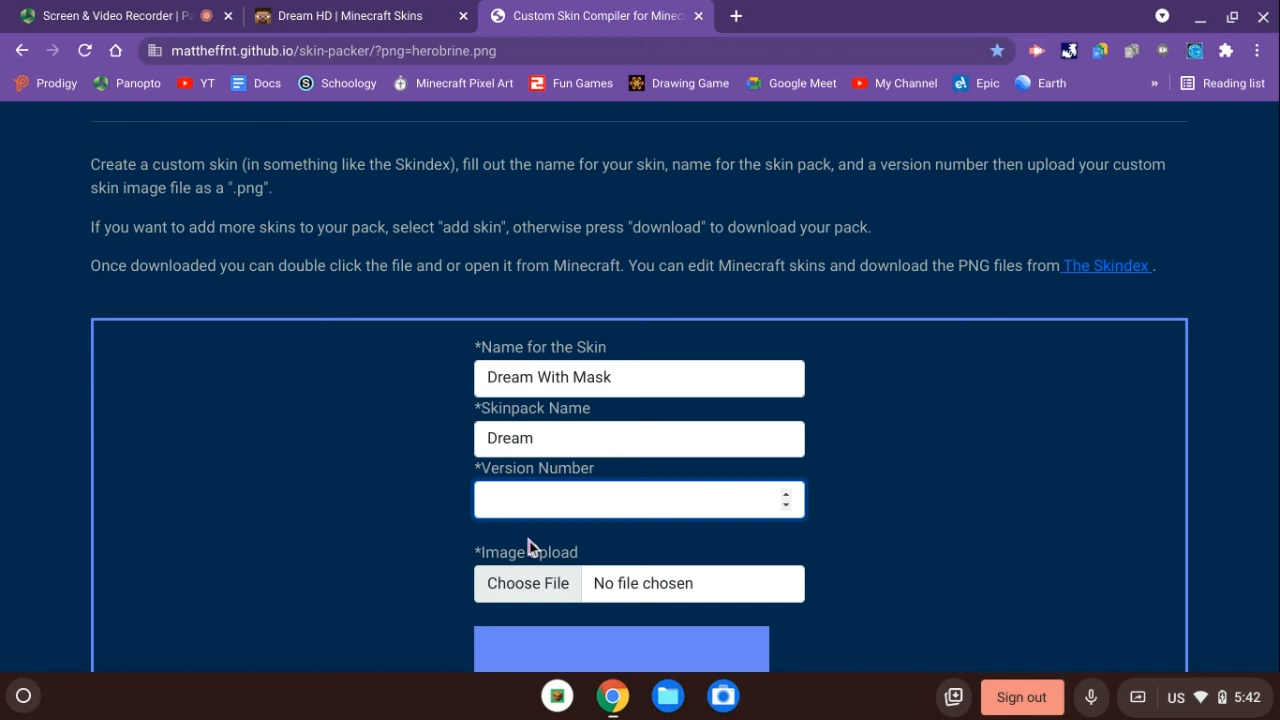 Screen & Video Recorder | Pa
Dream HD | Minecraft Skins
Custom Skin Compiler for Minec
mattheffnt.github.io/skin-packer/?png=herobrine.png
Prodigy
Panopto
YT
Docs
Schoology
Minecraft Pixel Art
Fun Games
Drawing Game
Google Meet
My Channel
Epic
Earth
»
Reading list
Create a custom skin (in something like the Skindex), fill out the name for your skin, name for the skin pack, and a version number then upload your custom
skin image file as a ".png".
If you want to add more skins to your pack, select "add skin", otherwise press "download" to download your pack.
Once downloaded you can double click the file and or open it from Minecraft. You can edit Minecraft skins and download the PNG files from The Skindex .
*Name for the Skin
Dream With Mask
*Skinpack Name
Dream
*Version Number
*Image Upload
Choose File No file chosen
Sign out
US
5:42